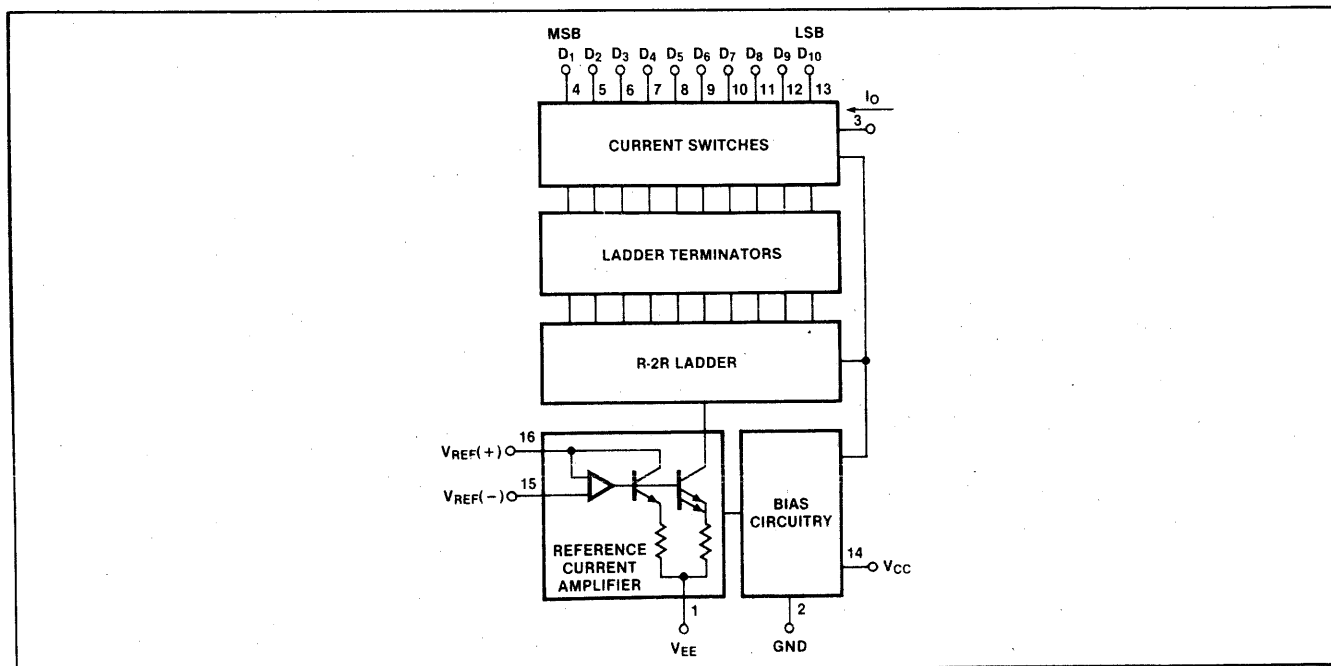 MSB LSB
D1 D2 D3 D4 D5 D6 D7 D8 D9 D10
4 5 6 7 8 9 10 11 12 13
IO
3
CURRENT SWITCHES
LADDER TERMINATORS
R-2R LADDER
VREF(+) 16
VREF(−) 15
REFERENCE
CURRENT
AMPLIFIER
BIAS
CIRCUITRY
14
VCC
1
VEE
2
GND